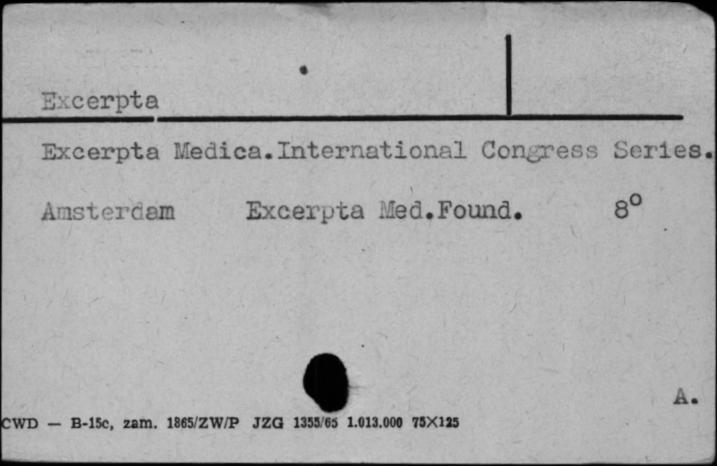 Excerpta
Excerpta Medica.International Congress Series.
Amsterdam Excerpta Med.Found. 8°
A.
CWD — B-15c, zam. 1865/ZW/P JZG 1355/65 1.013.000 75X125